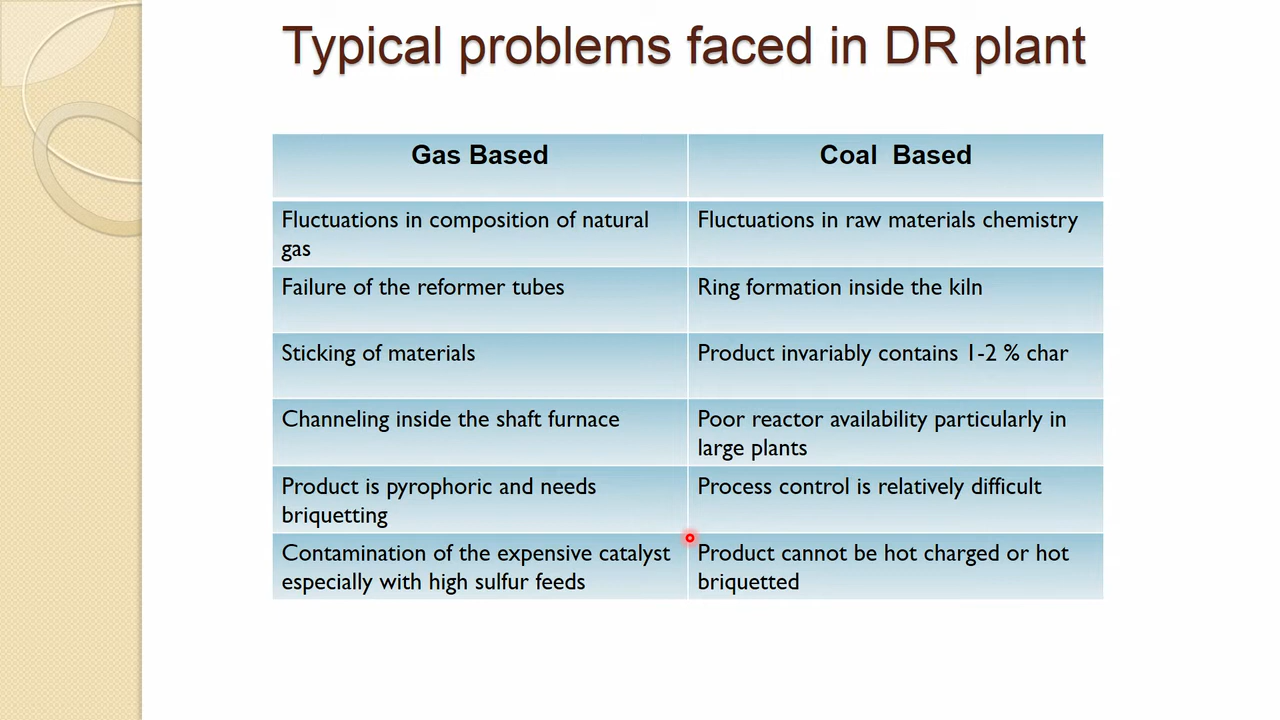 Typical problems faced in DR plant
Gas Based
Coal Based
Fluctuations in composition of natural
gas
Fluctuations in raw materials chemistry
Failure of the reformer tubes
Ring formation inside the kiln
Sticking of materials
Product invariably contains 1-2 % char
Channeling inside the shaft furnace
Poor reactor availability particularly in
large plants
Product is pyrophoric and needs
briquetting
Process control is relatively difficult
Contamination of the expensive catalyst
especially with high sulfur feeds
Product cannot be hot charged or hot
briquetted